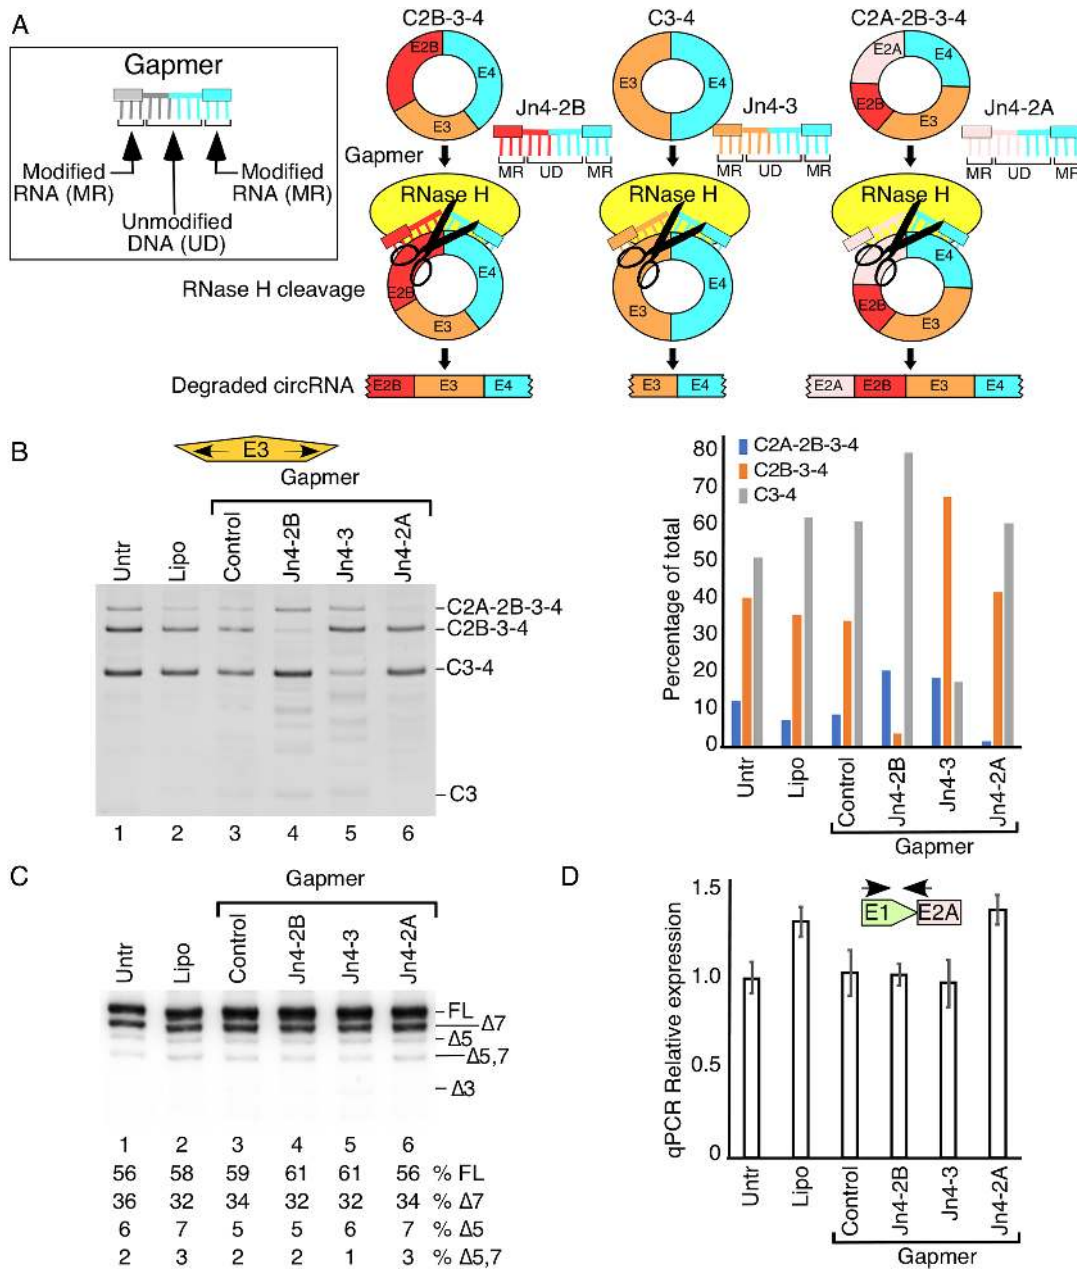 A
C2B-3-4
C3-4
C2A-2B-3-4
Gapmer
Modified
RNA (MR)
Modified
RNA (MR)
Unmodified
DNA (UD)
E2B
E4
E3
E3
E4
E2A
E4
E2B
E3
Jn4-2B
Jn4-3
Jn4-2A
Gapmer
MR UD MR
MR UD MR
MR UD MR
RNase H
RNase H
RNase H
RNase H cleavage
E2B
E4
E3
E3
E4
E4
E2B
E3
Degraded circRNA
E2B E3 E4
E3 E4
E2A E2B E3 E4
B
E3
Gapmer
Untr
Lipo
Control
Jn4-2B
Jn4-3
Jn4-2A
C2A-2B-3-4
C2B-3-4
C3-4
C3
1 2 3 4 5 6
Percentage of total
80
70
60
50
40
30
20
10
0
C2A-2B-3-4
C2B-3-4
C3-4
Untr
Lipo
Control
Jn4-2B
Jn4-3
Jn4-2A
Gapmer
C
Gapmer
Untr
Lipo
Control
Jn4-2B
Jn4-3
Jn4-2A
FL
Δ7
Δ5
Δ5,7
Δ3
1 2 3 4 5 6
56 58 59 61 61 56 % FL
36 32 34 32 32 34 % Δ7
6 7 5 5 6 7 % Δ5
2 3 2 2 1 3 % Δ5,7
D
qPCR Relative expression
1.5
1.0
0.5
0
E1 E2A
Untr
Lipo
Control
Jn4-2B
Jn4-3
Jn4-2A
Gapmer